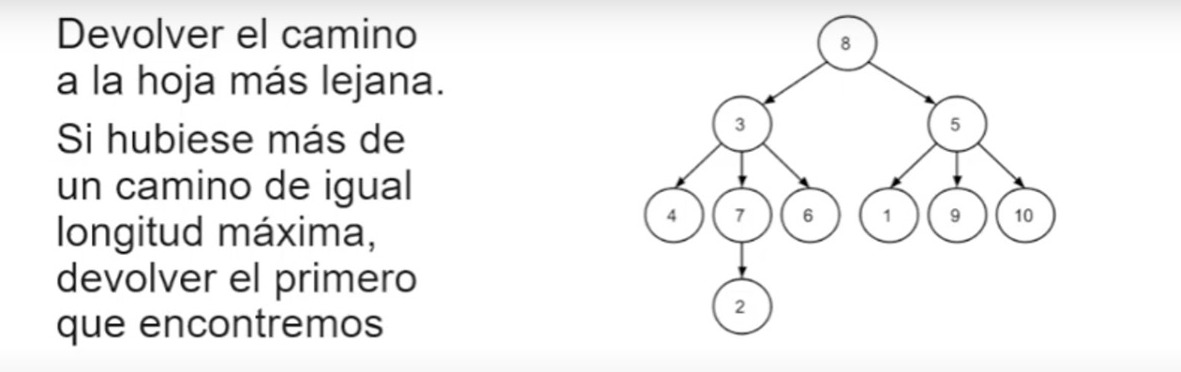 Devolver el camino
a la hoja más lejana.
Si hubiese más de
un camino de igual
longitud máxima,
devolver el primero
que encontremos
8
3
5
4
7
6
1
9
10
2